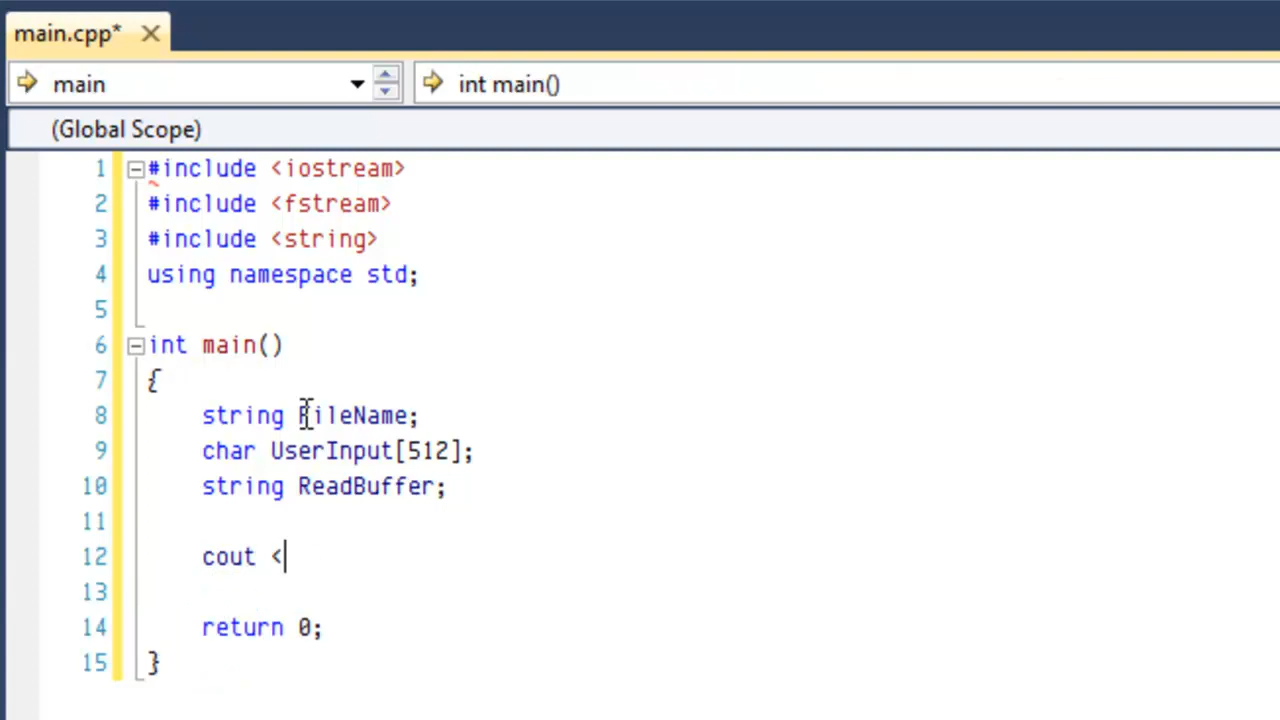 main.cpp*
main int main()
(Global Scope)
1 #include <iostream>
2 #include <fstream>
3 #include <string>
4 using namespace std;
5
6 int main()
7 {
8 string FileName;
9 char UserInput[512];
10 string ReadBuffer;
11
12 cout <
13
14 return 0;
15 }